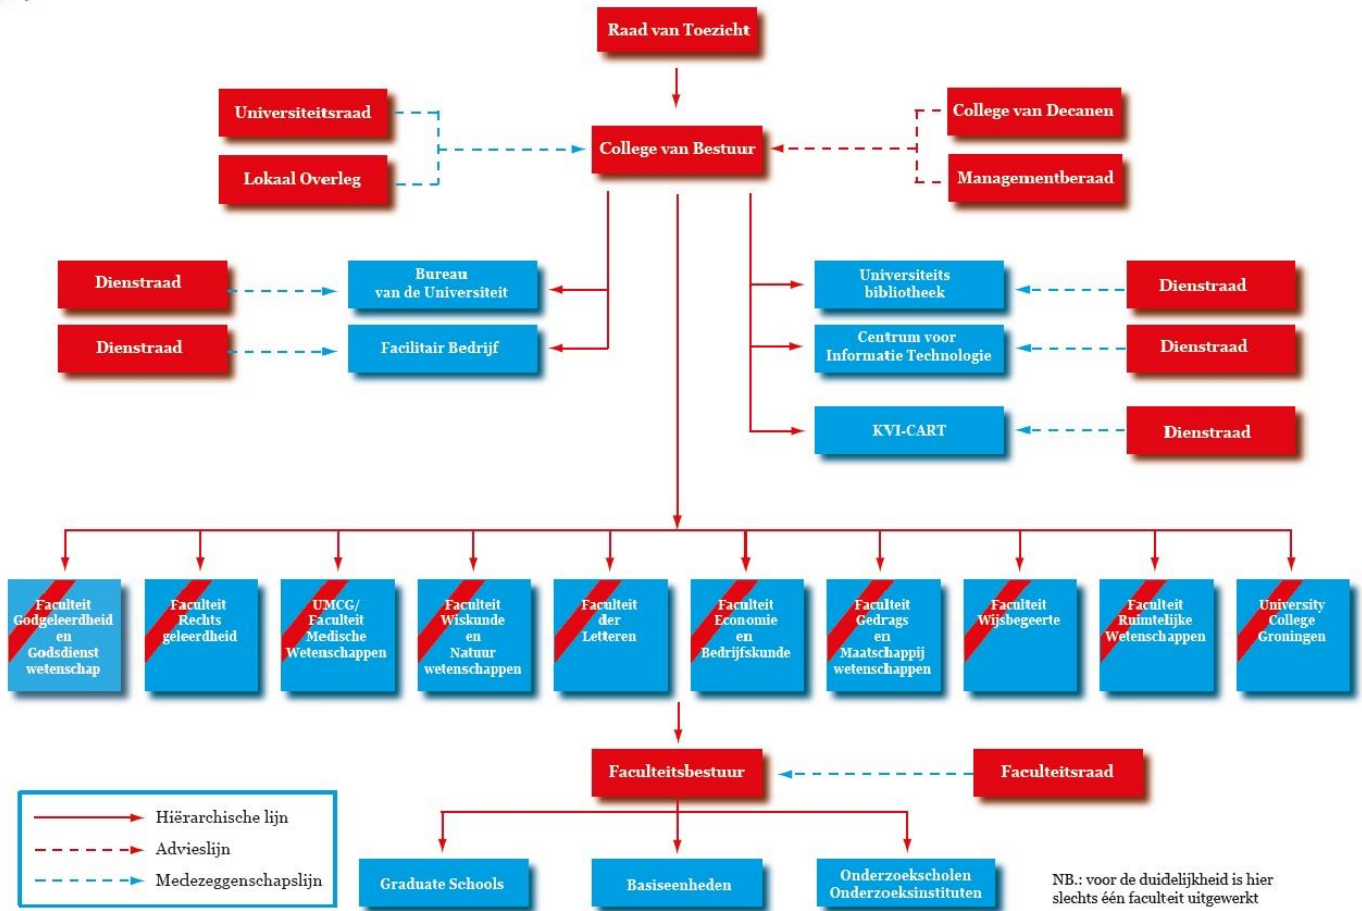 Raad van Toezicht
Universiteitsraad
College van Decanen
College van Bestuur
Lokaal Overleg
Managementberaad
Dienstraad
Bureau
van de Universiteit
Universiteits
bibliotheek
Dienstraad
Dienstraad
Facilitair Bedrijf
Centrum voor
Informatie Technologie
Dienstraad
KVI-CART
Dienstraad
Faculteit
Godgeleerdheid
en
Godsdienst
wetenschap
Faculteit
Rechts
geleerdheid
UMCG/
Faculteit
Medische
Wetenschappen
Faculteit
Wiskunde
en
Natuur
wetenschappen
Faculteit
der
Letteren
Faculteit
Economie
en
Bedrijfskunde
Faculteit
Gedrags
en
Maatschappij
wetenschappen
Faculteit
Wijsbegeerte
Faculteit
Ruimtelijke
Wetenschappen
University
College
Groningen
Faculteitsbestuur
Faculteitsraad
Hiërarchische lijn
Advieslijn
Medezeggenschapslijn
Graduate Schools
Basiseenheden
Onderzoekscholen
Onderzoeksinstituten
NB.: voor de duidelijkheid is hier
slechts één faculteit uitgewerkt